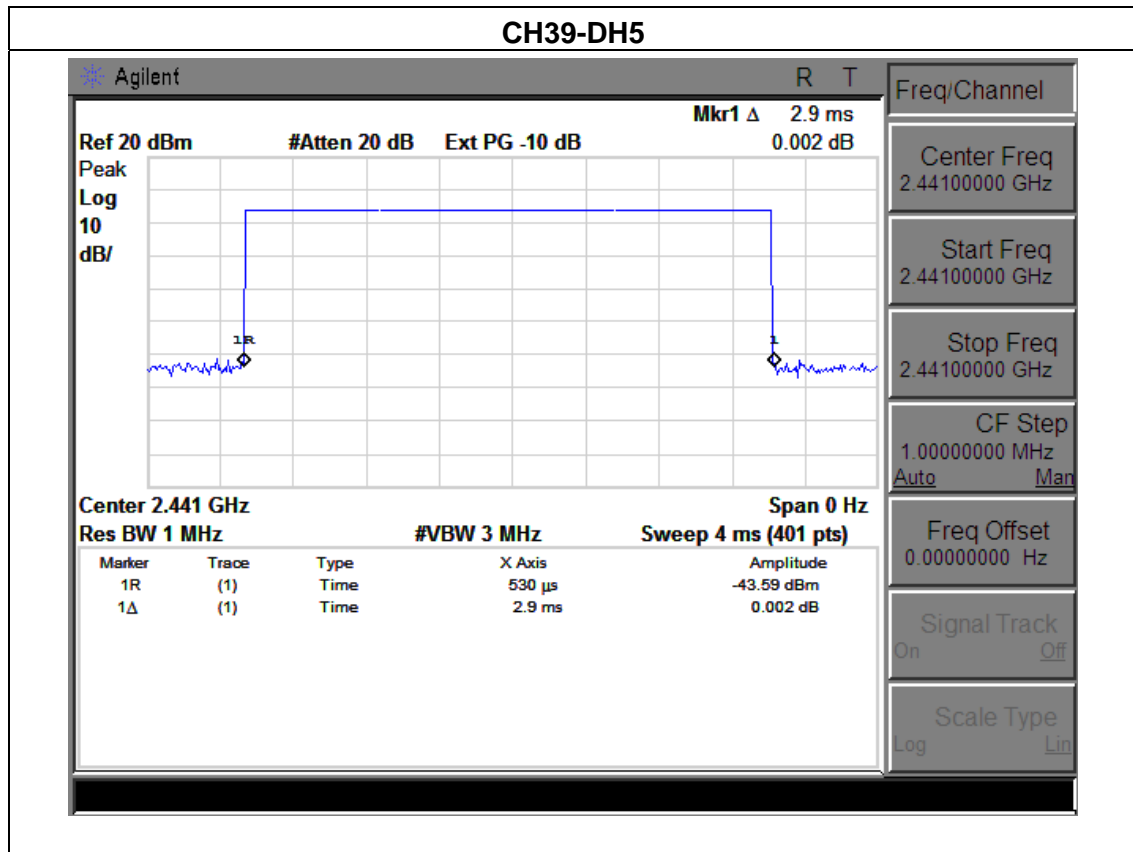 CH39-DH5
Agilent R T
Mkr1 Δ 2.9 ms
Ref 20 dBm #Atten 20 dB Ext PG -10 dB 0.002 dB
Peak
Log
10
dB/
1R
1
Center 2.441 GHz Span 0 Hz
Res BW 1 MHz #VBW 3 MHz Sweep 4 ms (401 pts)
Marker Trace Type X Axis Amplitude
1R (1) Time 530 µs -43.59 dBm
1Δ (1) Time 2.9 ms 0.002 dB
Freq/Channel
Center Freq
2.44100000 GHz
Start Freq
2.44100000 GHz
Stop Freq
2.44100000 GHz
CF Step
1.00000000 MHz
Auto Man
Freq Offset
0.00000000 Hz
Signal Track
On Off
Scale Type
Log Lin